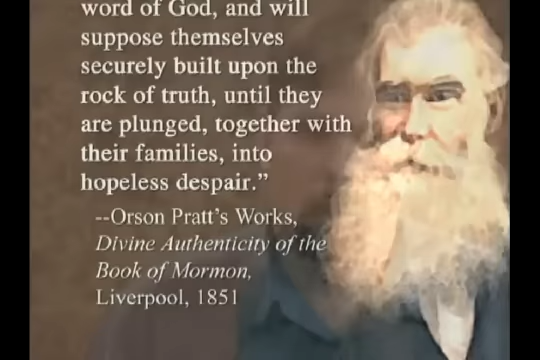 word of God, and will
suppose themselves
securely built upon the
rock of truth, until they
are plunged, together with
their families, into
hopeless despair.”
--Orson Pratt’s Works,
Divine Authenticity of the
Book of Mormon,
Liverpool, 1851